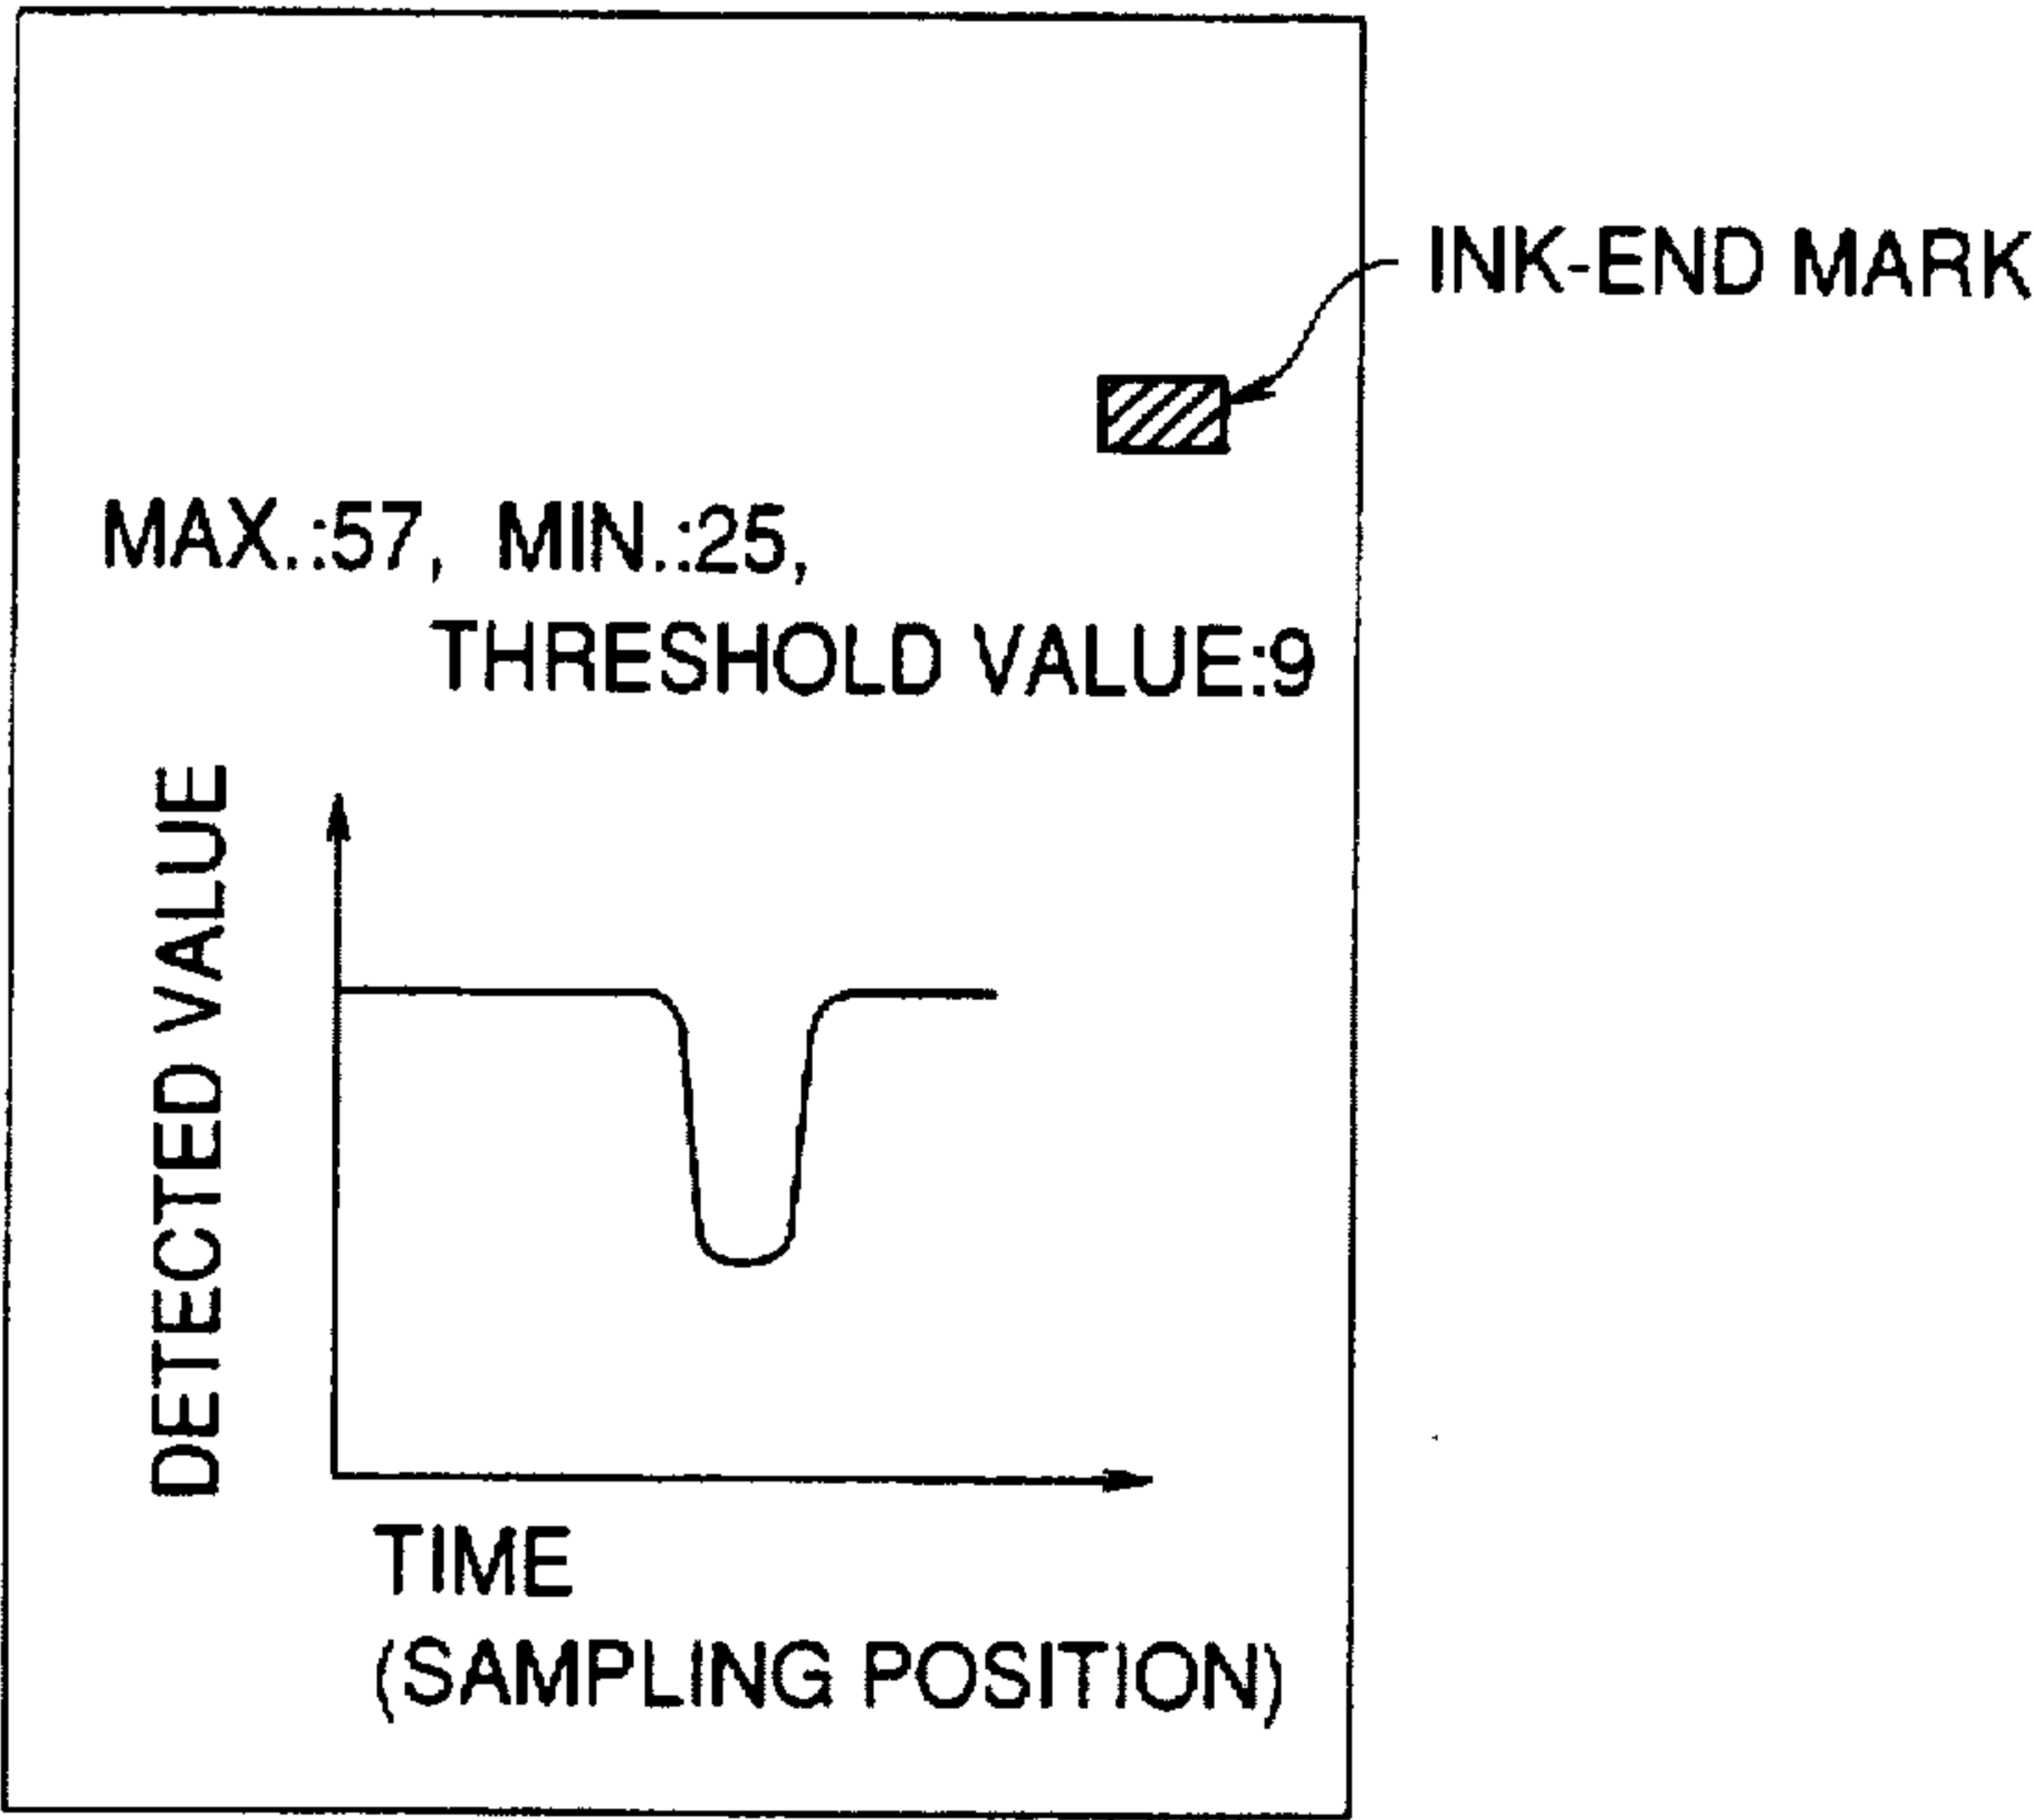 INK-END MARK
MAX.:57, MIN.:25,
THRESHOLD VALUE:9
DETECTED VALUE
TIME
(SAMPLING POSITION)